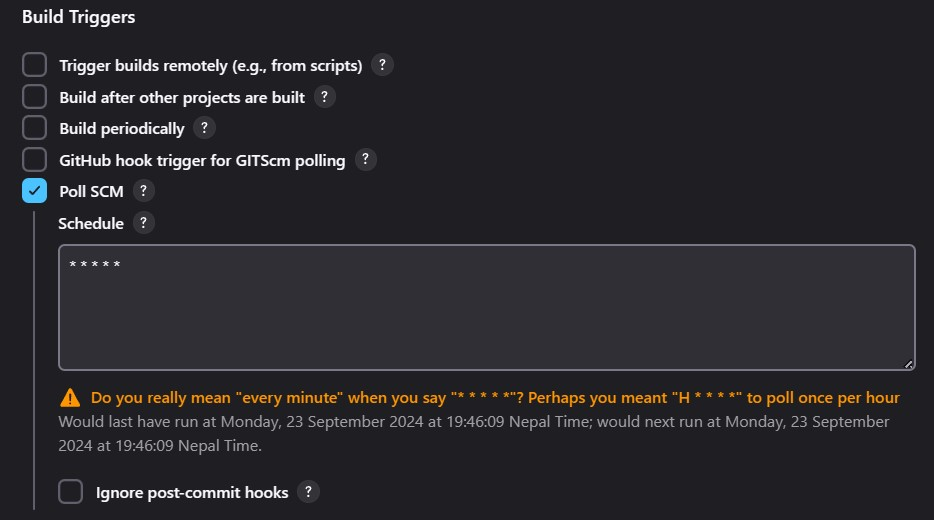 Build Triggers
Trigger builds remotely (e.g., from scripts) ?
Build after other projects are built ?
Build periodically ?
GitHub hook trigger for GITScm polling ?
Poll SCM ?
Schedule ?
* * * * *
Do you really mean "every minute" when you say "* * * * *"? Perhaps you meant "H * * * *" to poll once per hour
Would last have run at Monday, 23 September 2024 at 19:46:09 Nepal Time; would next run at Monday, 23 September
2024 at 19:46:09 Nepal Time.
Ignore post-commit hooks ?